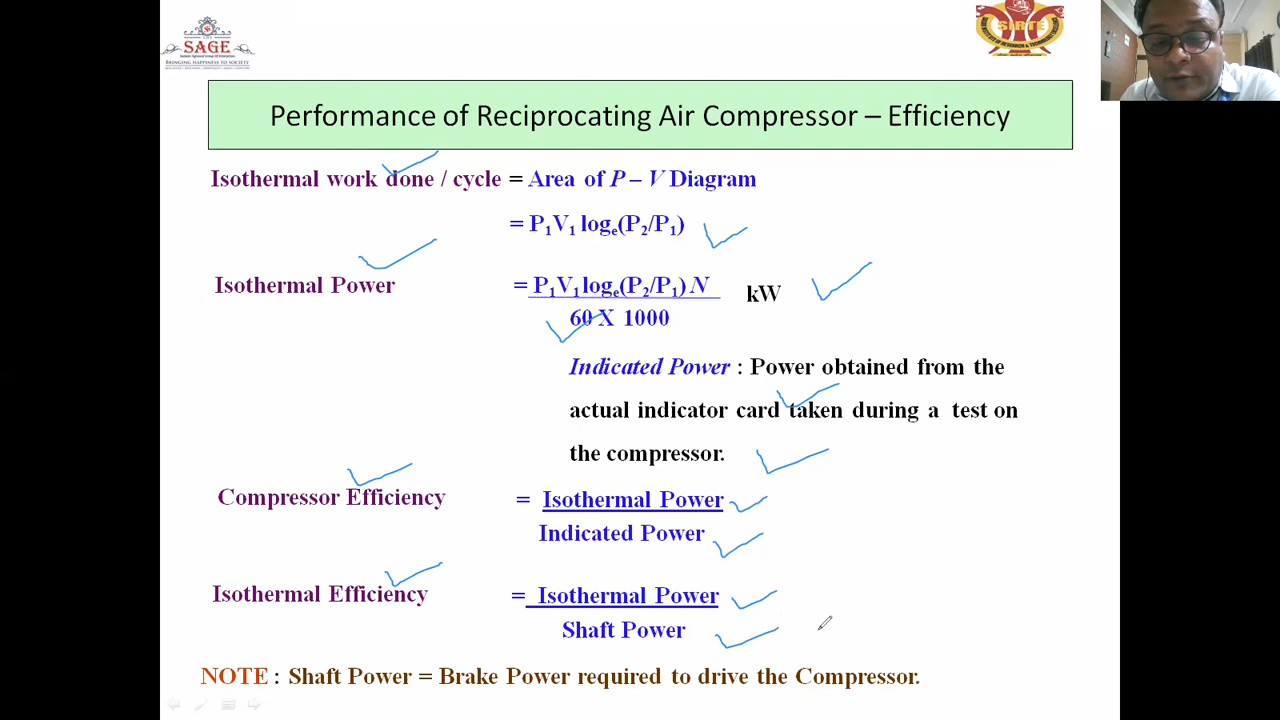 THE
SAGE
BRINGING HAPPINESS TO SOCIETY
SIRTE
Performance of Reciprocating Air Compressor – Efficiency
Isothermal work done / cycle = Area of P – V Diagram
= P₁V₁ logₑ(P₂/P₁)
Isothermal Power = P₁V₁ logₑ(P₂/P₁) N kW
60 X 1000
Indicated Power : Power obtained from the
actual indicator card taken during a test on
the compressor.
Compressor Efficiency = Isothermal Power
Indicated Power
Isothermal Efficiency = Isothermal Power
Shaft Power
NOTE : Shaft Power = Brake Power required to drive the Compressor.